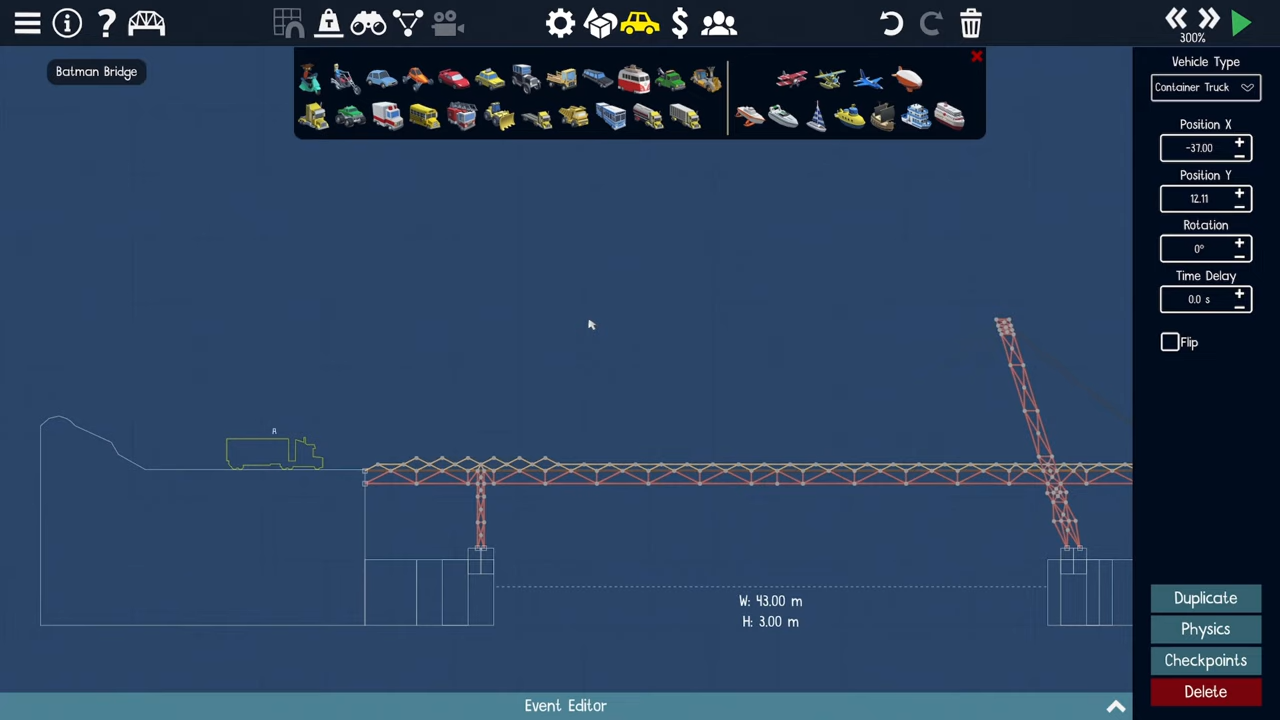 300%
Batman Bridge
Vehicle Type
Container Truck
Position X
-37.00
Position Y
12.11
Rotation
0°
Time Delay
0.0 s
Flip
A
W: 43.00 m
H: 3.00 m
Duplicate
Physics
Checkpoints
Delete
Event Editor